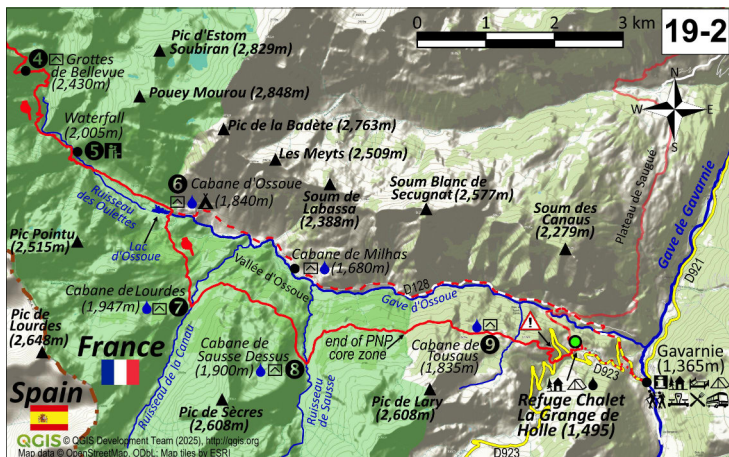 0 1 2 3 km
19-2
Pic d'Estom
Soubiran (2,829m)
4 Grottes
de Bellevue
(2,430m)
Pouey Mourou (2,848m)
N
W E
S
Waterfall
(2,005m)
5
Pic de la Badète (2,763m)
Les Meyts (2,509m)
6 Cabane d'Ossoue
(1,840m)
Ruisseau
des Oulettes
Soum de
Labassa
(2,388m)
Soum Blanc de
Secugnat (2,577m)
Soum des
Canaus
(2,279m)
Plateau de Saugué
Gave de Gavarnie
D921
Pic Pointu
(2,515m)
Lac
d'Ossoue
Vallée d'Ossoue
Cabane de Milhas
(1,680m)
D128
Gave d'Ossoue
Cabane de Lourdes
(1,947m)
7
Pic de
Lourdes
(2,648m)
France
Ruisseau de la Canau
Cabane de
Sausse Dessus
(1,900m)
8
Ruisseau
de Sausse
end of PNP
core zone
Cabane de
Tousaus
(1,835m)
9
!
D923
Gavarnie
(1,365m)
Refuge Chalet
La Grange de
Holle (1,495)
Spain
Pic de Sècres
(2,608m)
Pic de Lary
(2,608m)
D923
QGIS © QGIS Development Team (2025), http://qgis.org
Map data © OpenStreetMap, ODbL: Map tiles by ESRI